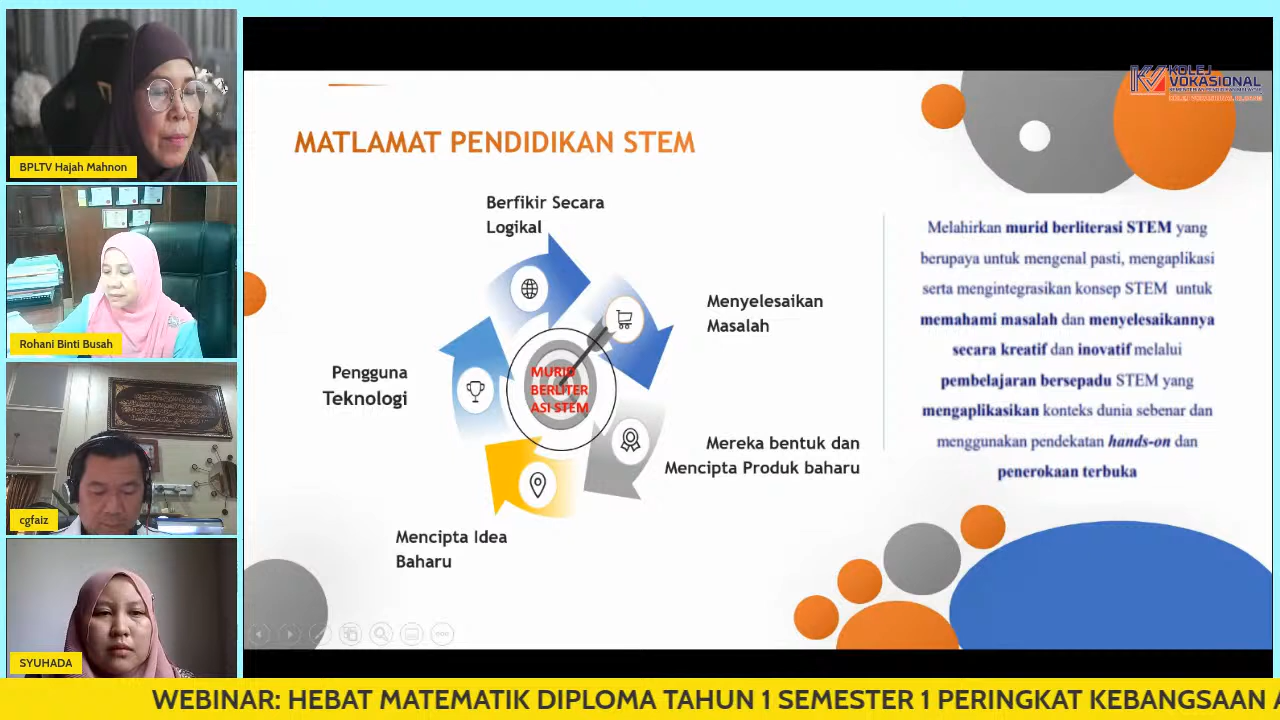 BPLTV Hajah Mahnon
Rohani Binti Busah
cgfaiz
SYUHADA
KOLEJ
VOKASIONAL
KEMENTERIAN PENDIDIKAN MALAYSIA
MATLAMAT PENDIDIKAN STEM
Berfikir Secara
Logikal
Menyelesaikan
Masalah
Pengguna
Teknologi
MURID
BERLITER
ASI STEM
Mereka bentuk dan
Mencipta Produk baharu
Mencipta Idea
Baharu
Melahirkan murid berliterasi STEM yang
berupaya untuk mengenal pasti, mengaplikasi
serta mengintegrasikan konsep STEM untuk
memahami masalah dan menyelesaikannya
secara kreatif dan inovatif melalui
pembelajaran bersepadu STEM yang
mengaplikasikan konteks dunia sebenar dan
menggunakan pendekatan hands-on dan
penerokaan terbuka
WEBINAR: HEBAT MATEMATIK DIPLOMA TAHUN 1 SEMESTER 1 PERINGKAT KEBANGSAAN